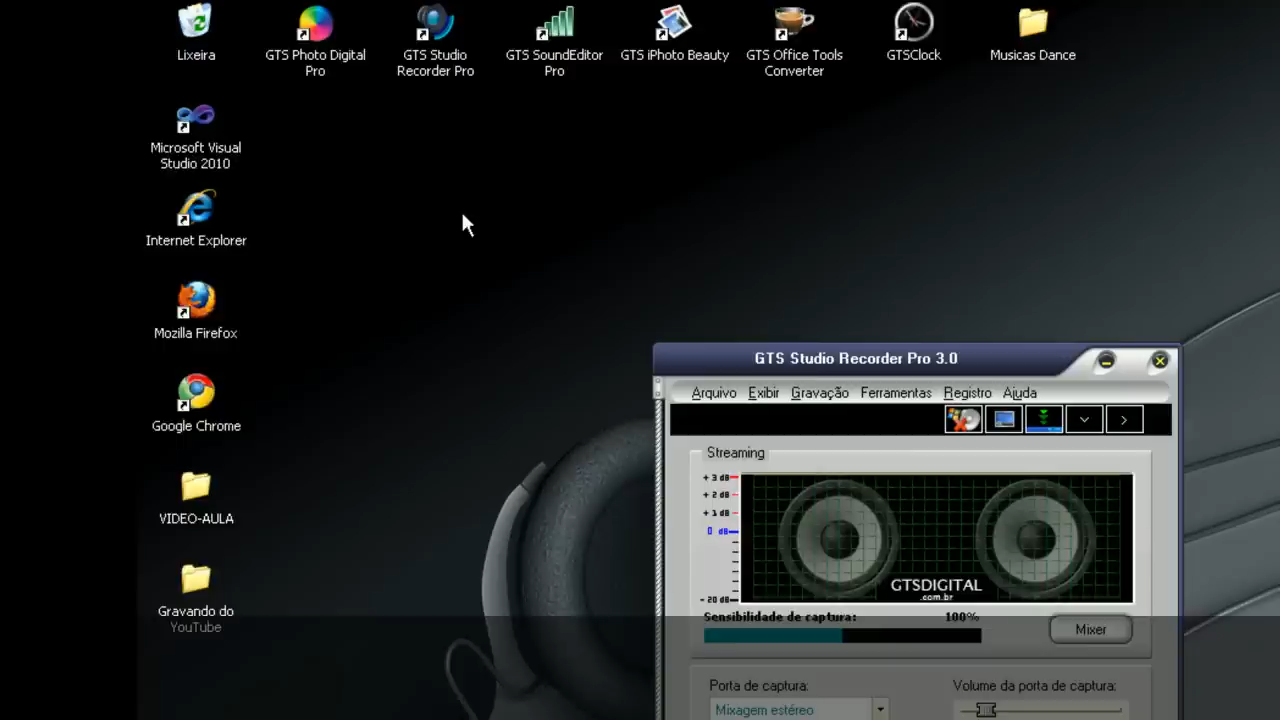 Lixeira
GTS Photo Digital
Pro
GTS Studio
Recorder Pro
GTS SoundEditor
Pro
GTS iPhoto Beauty
GTS Office Tools
Converter
GTSClock
Musicas Dance
Microsoft Visual
Studio 2010
Internet Explorer
Mozilla Firefox
Google Chrome
VIDEO-AULA
Gravando do
YouTube
GTS Studio Recorder Pro 3.0
Arquivo Exibir Gravação Ferramentas Registro Ajuda
Streaming
+ 3 dB
+ 2 dB
+ 1 dB
0 dB
- 20 dB
GTSDIGITAL
.com.br
Sensibilidade de captura: 100%
Mixer
Porta de captura: Volume da porta de captura:
Mixagem estéreo